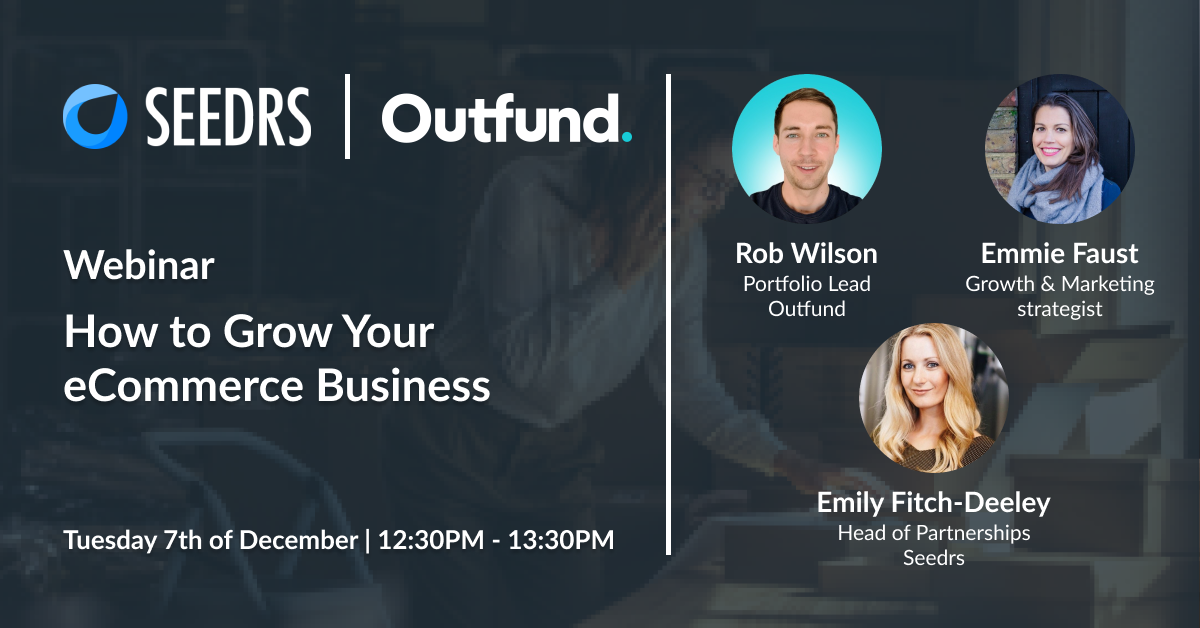 SEEDRS | Outfund.
Webinar
How to Grow Your
eCommerce Business
Tuesday 7th of December | 12:30PM - 13:30PM
Rob Wilson
Portfolio Lead
Outfund
Emmie Faust
Growth & Marketing
strategist
Emily Fitch-Deeley
Head of Partnerships
Seedrs